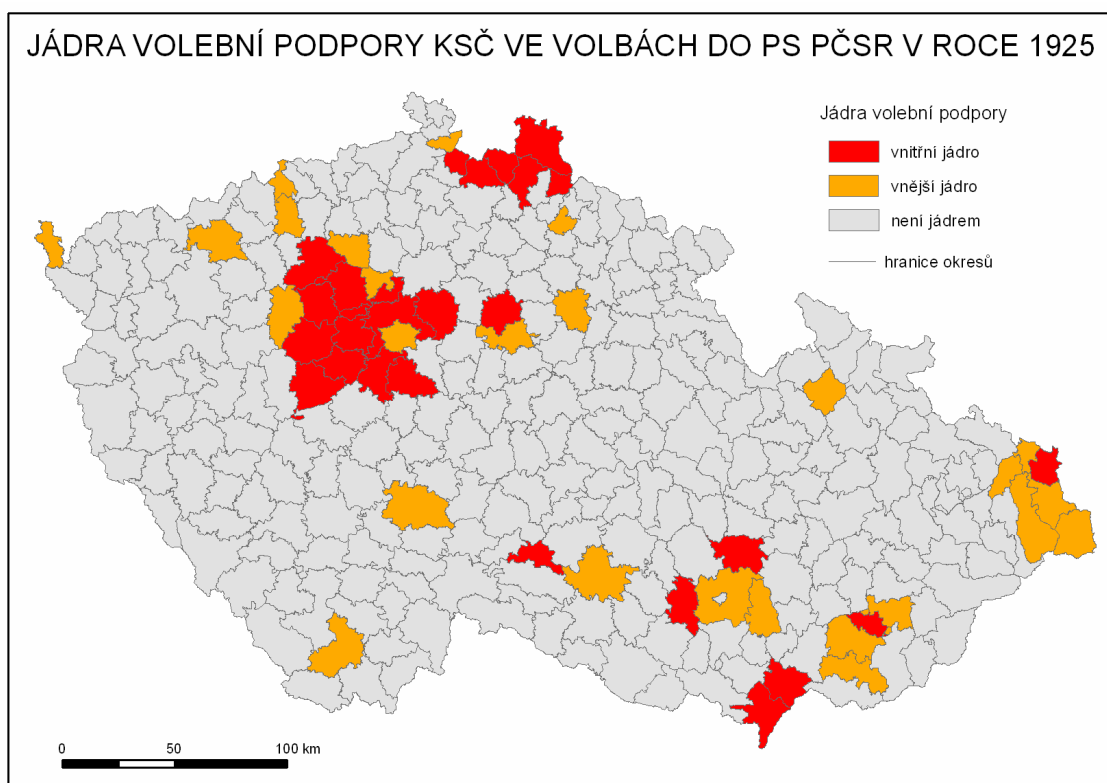 JÁDRA VOLEBNÍ PODPORY KSČ VE VOLBÁCH DO PS PČSR V ROCE 1925
Jádra volební podpory
vnitřní jádro
vnější jádro
není jádrem
hranice okresů
0 50 100 km